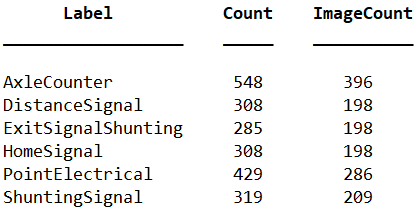 Label Count ImageCount
AxleCounter 548 396
DistanceSignal 308 198
ExitSignalShunting 285 198
HomeSignal 308 198
PointElectrical 429 286
ShuntingSignal 319 209